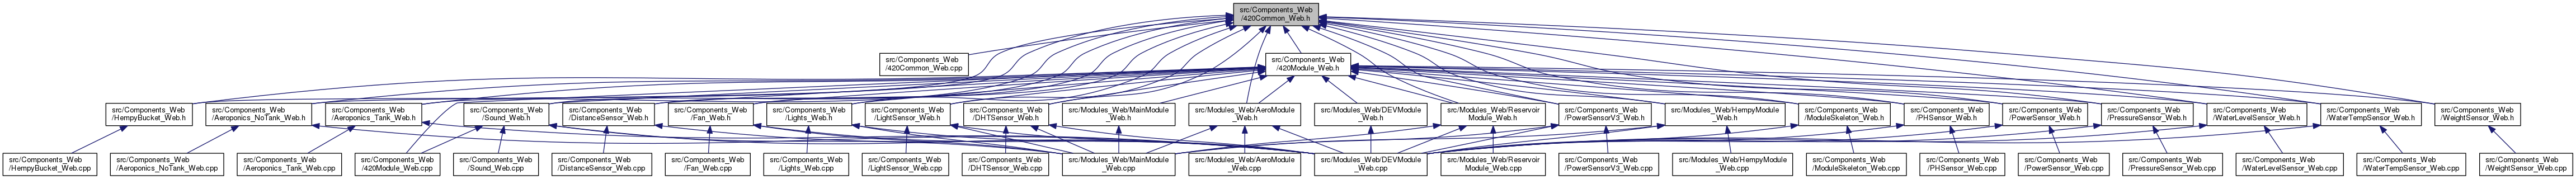 src/Components_Web
/420Common_Web.h
src/Components_Web
/420Common_Web.cpp
src/Components_Web
/420Module_Web.h
src/Components_Web
/HempyBucket_Web.h
src/Components_Web
/Aeroponics_NoTank_Web.h
src/Components_Web
/Aeroponics_Tank_Web.h
src/Components_Web
/Sound_Web.h
src/Components_Web
/DistanceSensor_Web.h
src/Components_Web
/Fan_Web.h
src/Components_Web
/Lights_Web.h
src/Components_Web
/LightSensor_Web.h
src/Components_Web
/DHTSensor_Web.h
src/Modules_Web/MainModule
_Web.h
src/Modules_Web/AeroModule
_Web.h
src/Modules_Web/DEVModule
_Web.h
src/Modules_Web/Reservoir
Module_Web.h
src/Components_Web
/PowerSensorV3_Web.h
src/Modules_Web/HempyModule
_Web.h
src/Components_Web
/ModuleSkeleton_Web.h
src/Components_Web
/PHSensor_Web.h
src/Components_Web
/PowerSensor_Web.h
src/Components_Web
/PressureSensor_Web.h
src/Components_Web
/WaterLevelSensor_Web.h
src/Components_Web
/WaterTempSensor_Web.h
src/Components_Web
/WeightSensor_Web.h
src/Components_Web
/HempyBucket_Web.cpp
src/Components_Web
/Aeroponics_NoTank_Web.cpp
src/Components_Web
/Aeroponics_Tank_Web.cpp
src/Components_Web
/420Module_Web.cpp
src/Components_Web
/Sound_Web.cpp
src/Components_Web
/DistanceSensor_Web.cpp
src/Components_Web
/Fan_Web.cpp
src/Components_Web
/Lights_Web.cpp
src/Components_Web
/LightSensor_Web.cpp
src/Components_Web
/DHTSensor_Web.cpp
src/Modules_Web/MainModule
_Web.cpp
src/Modules_Web/AeroModule
_Web.cpp
src/Modules_Web/DEVModule
_Web.cpp
src/Modules_Web/Reservoir
Module_Web.cpp
src/Components_Web
/PowerSensorV3_Web.cpp
src/Modules_Web/HempyModule
_Web.cpp
src/Components_Web
/ModuleSkeleton_Web.cpp
src/Components_Web
/PHSensor_Web.cpp
src/Components_Web
/PowerSensor_Web.cpp
src/Components_Web
/PressureSensor_Web.cpp
src/Components_Web
/WaterLevelSensor_Web.cpp
src/Components_Web
/WaterTempSensor_Web.cpp
src/Components_Web
/WeightSensor_Web.cpp